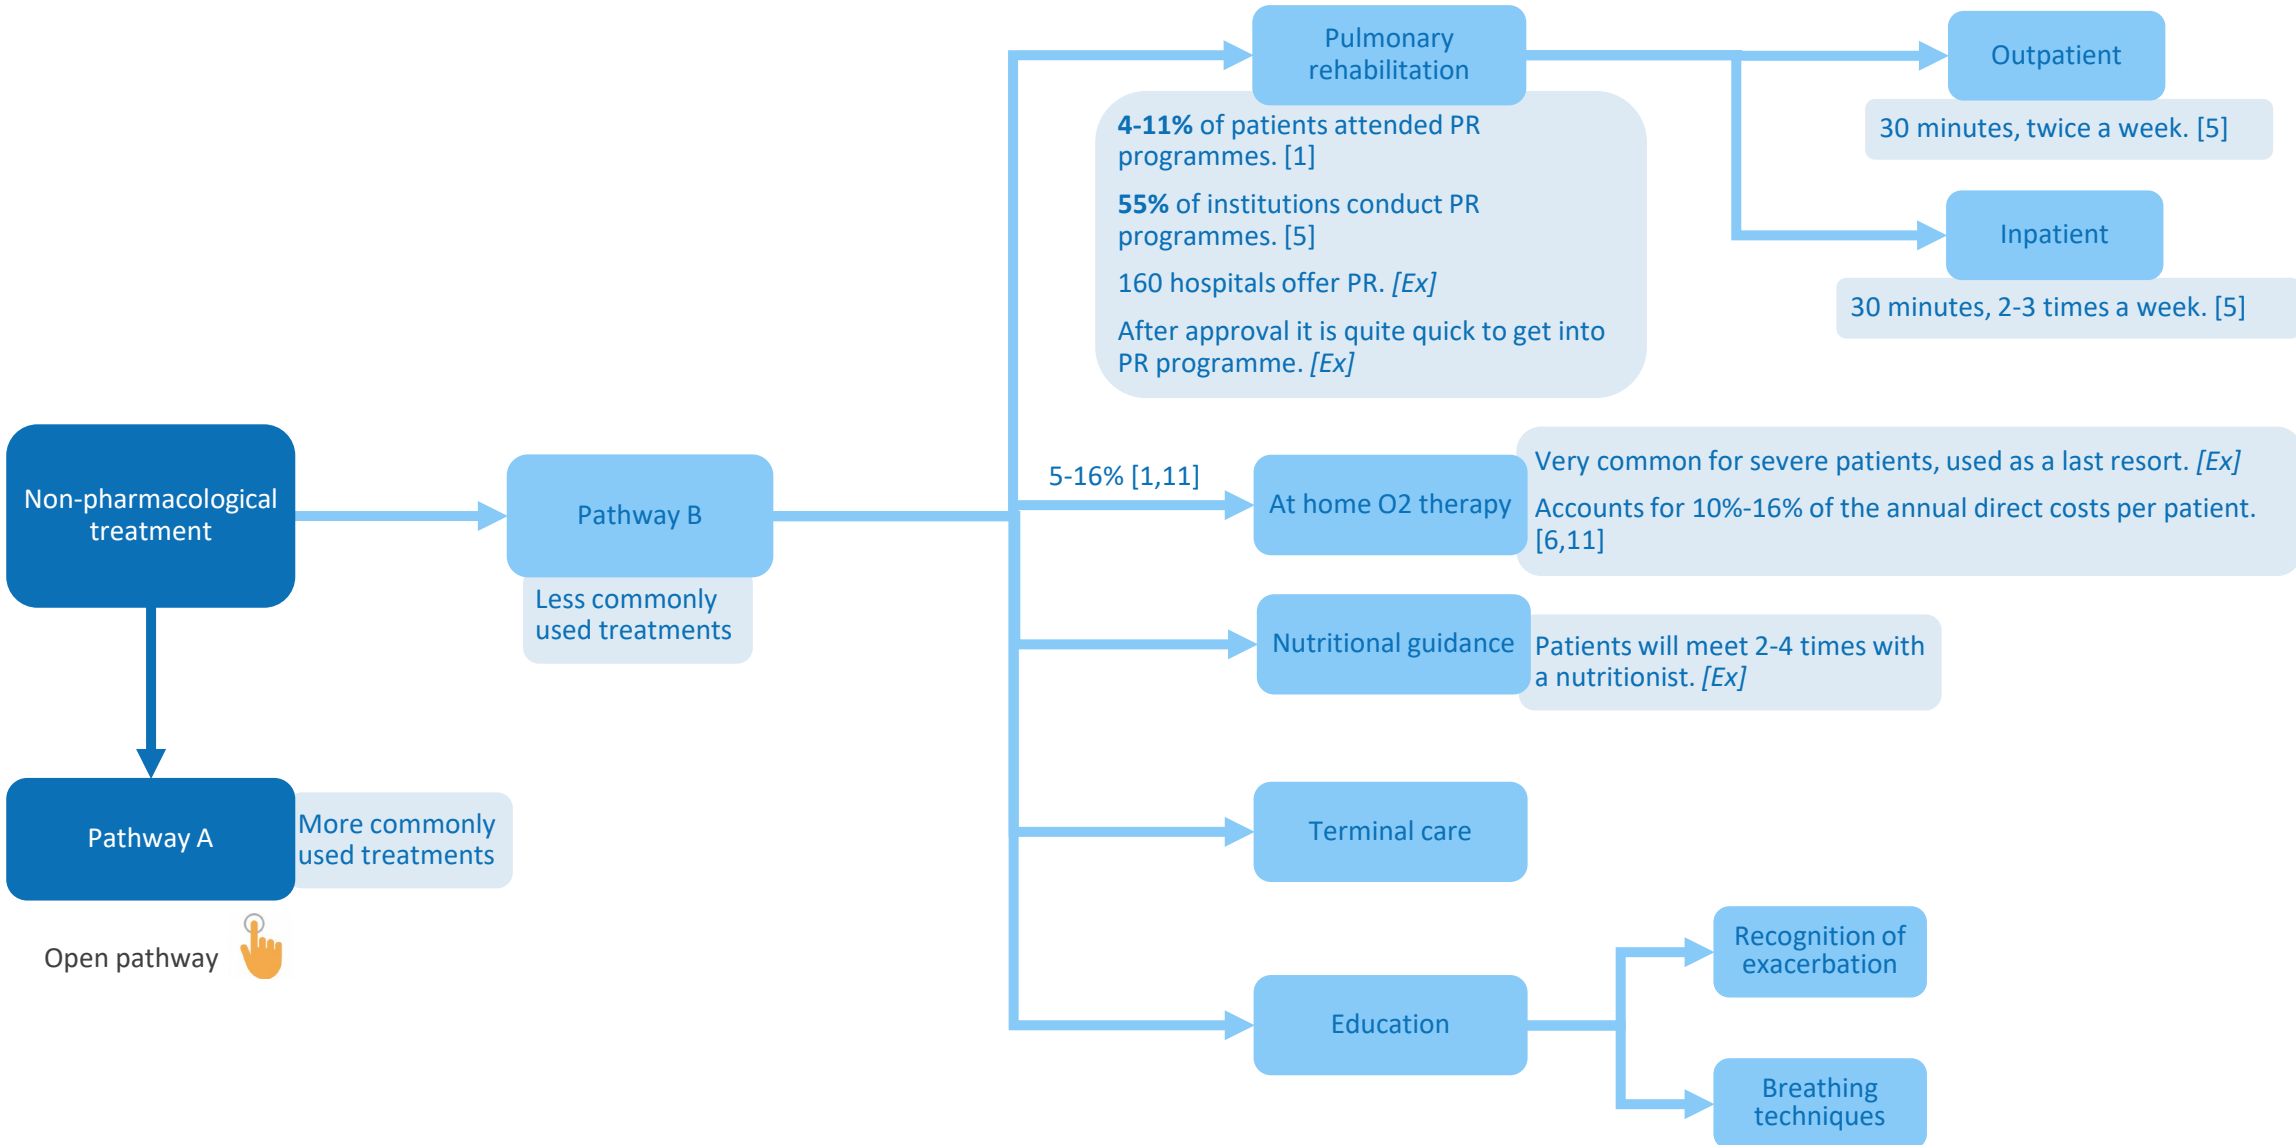 Pulmonary
rehabilitation
4-11% of patients attended PR
programmes. [1]
55% of institutions conduct PR
programmes. [5]
160 hospitals offer PR. [Ex]
After approval it is quite quick to get into
PR programme. [Ex]
Outpatient
30 minutes, twice a week. [5]
Inpatient
30 minutes, 2-3 times a week. [5]
Non-pharmacological
treatment
Pathway B
Less commonly
used treatments
5-16% [1,11]
At home O2 therapy
Very common for severe patients, used as a last resort. [Ex]
Accounts for 10%-16% of the annual direct costs per patient.
[6,11]
Nutritional guidance
Patients will meet 2-4 times with
a nutritionist. [Ex]
Pathway A
More commonly
used treatments
Open pathway
Terminal care
Education
Recognition of
exacerbation
Breathing
techniques